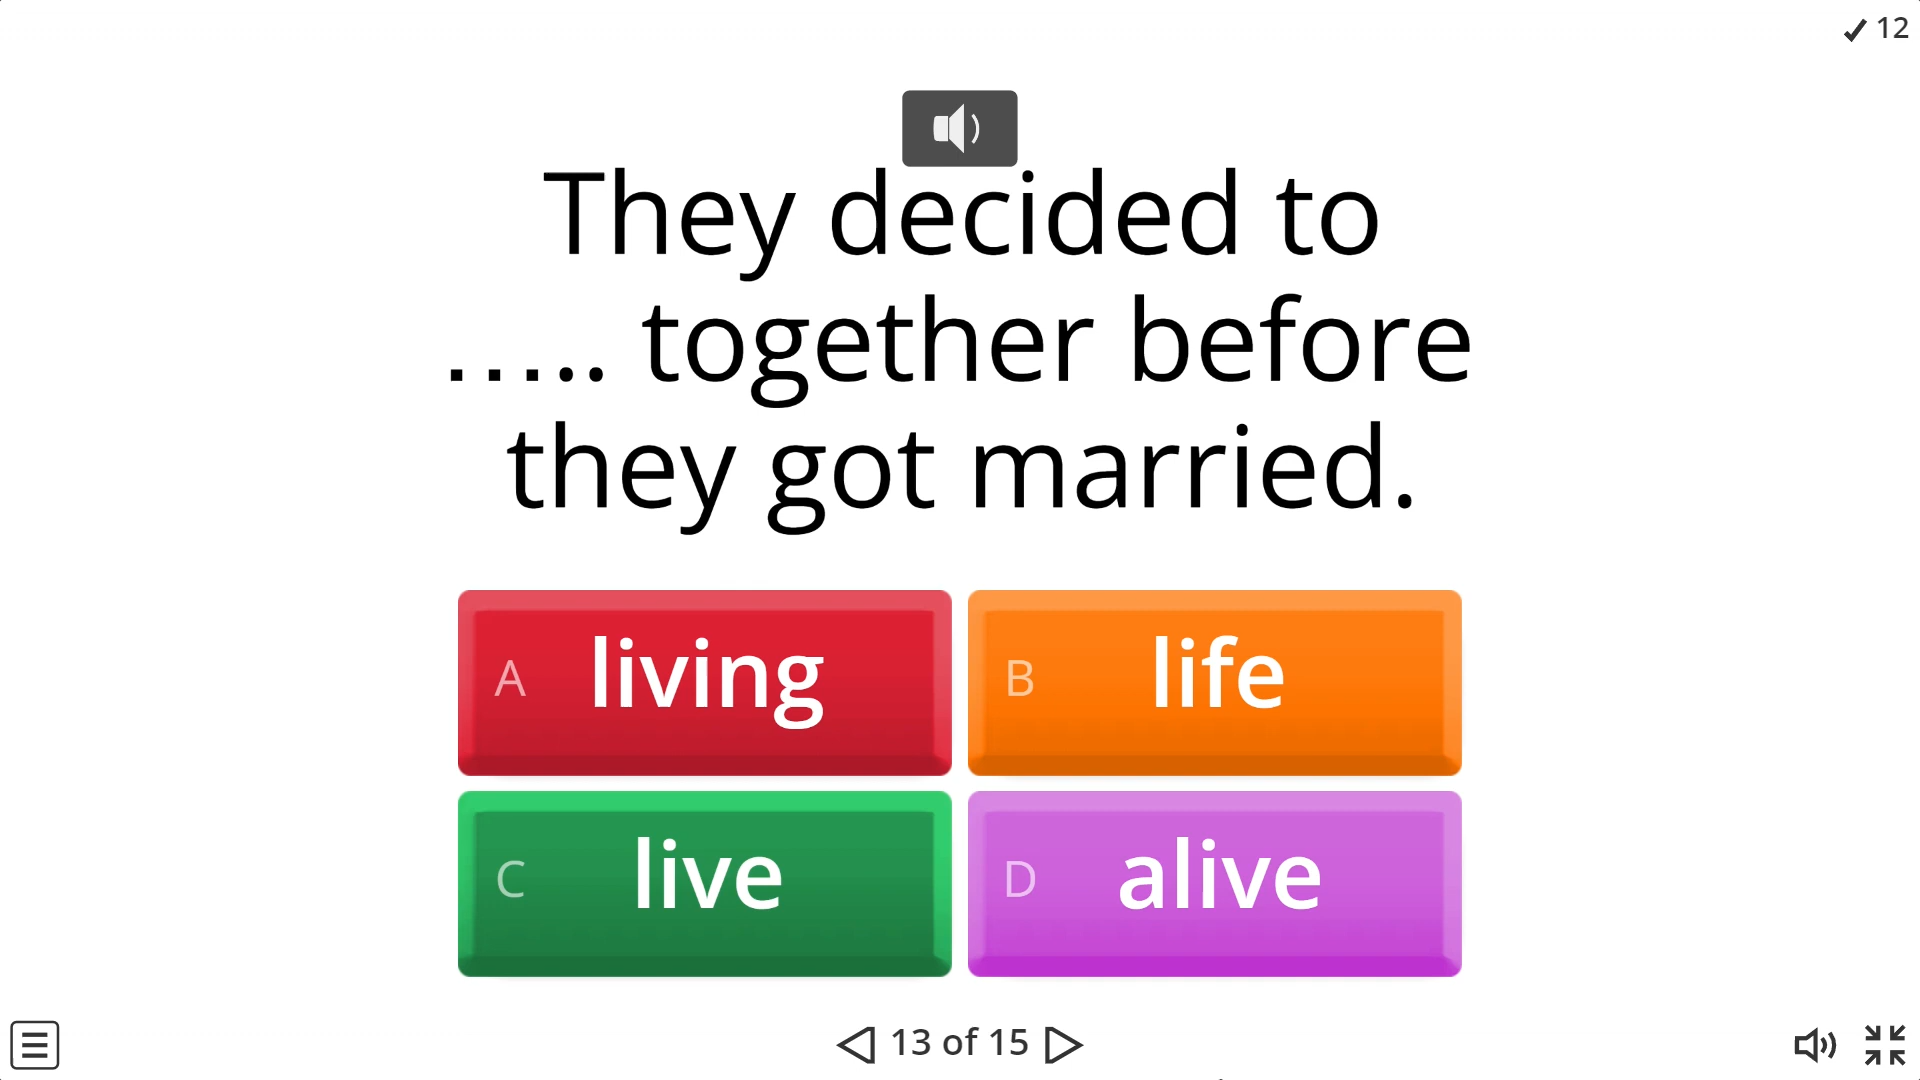 ✓ 12
They decided to
….. together before
they got married.
A living
B life
C live
D alive
13 of 15